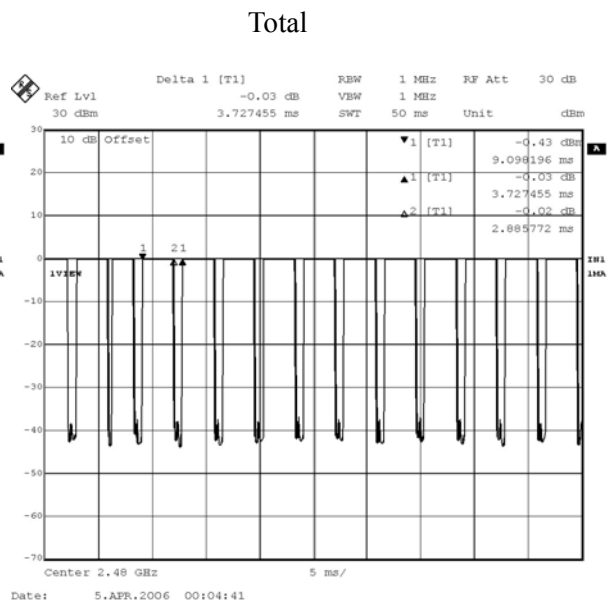 Total
Delta 1 [T1] RBW 1 MHz RF Att 30 dB
Ref Lvl -0.03 dB VBW 1 MHz
30 dBm 3.727455 ms SWT 50 ms Unit dBm
30
10 dB Offset
▼1 [T1] -0.43 dBm
A
9.098196 ms
20
▲1 [T1] -0.03 dB
3.727455 ms
10
△2 [T1] -0.02 dB
2.885772 ms
1 21
0
IN1
1VIEW
1MA
-10
-20
-30
-40
-50
-60
-70
Center 2.48 GHz 5 ms/
Date: 5.APR.2006 00:04:41